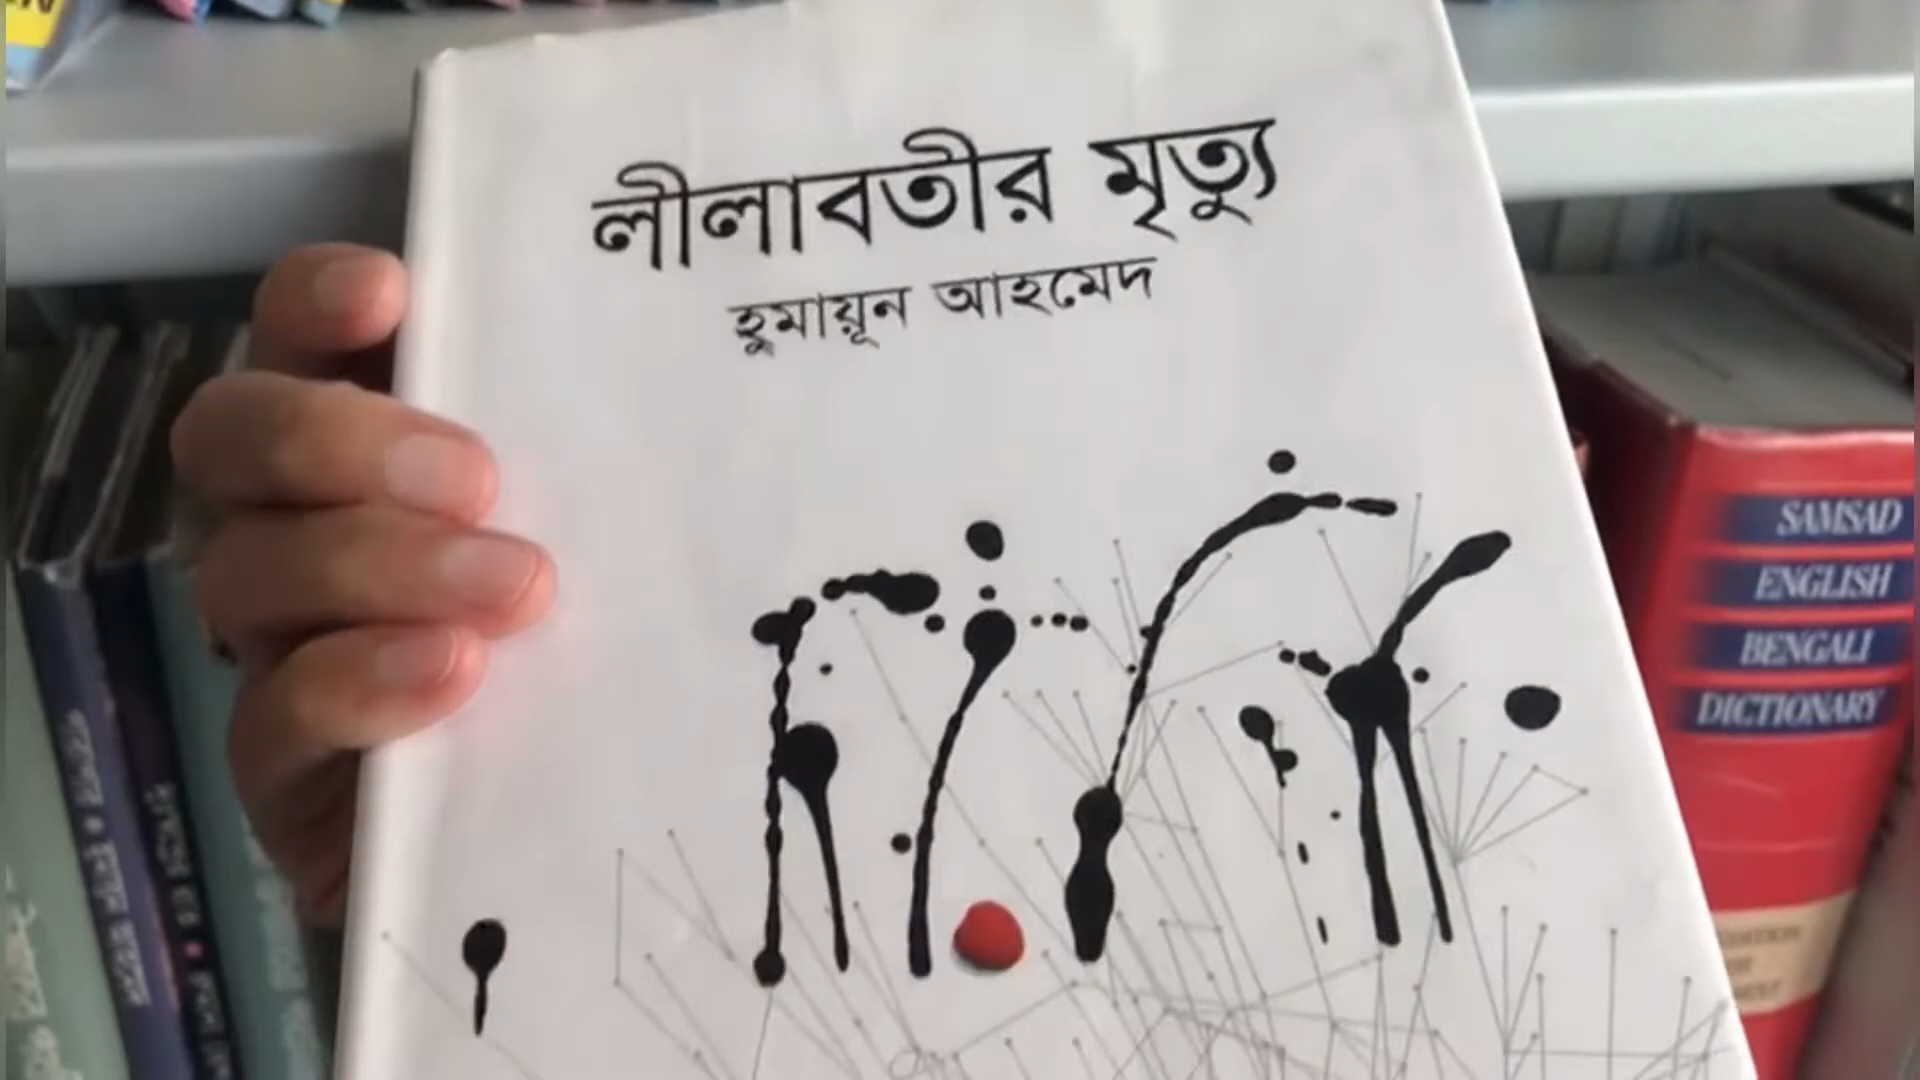 লীলাবতীর মৃত্যু
হুমায়ূন আহমেদ
SAMSAD
ENGLISH
BENGALI
DICTIONARY